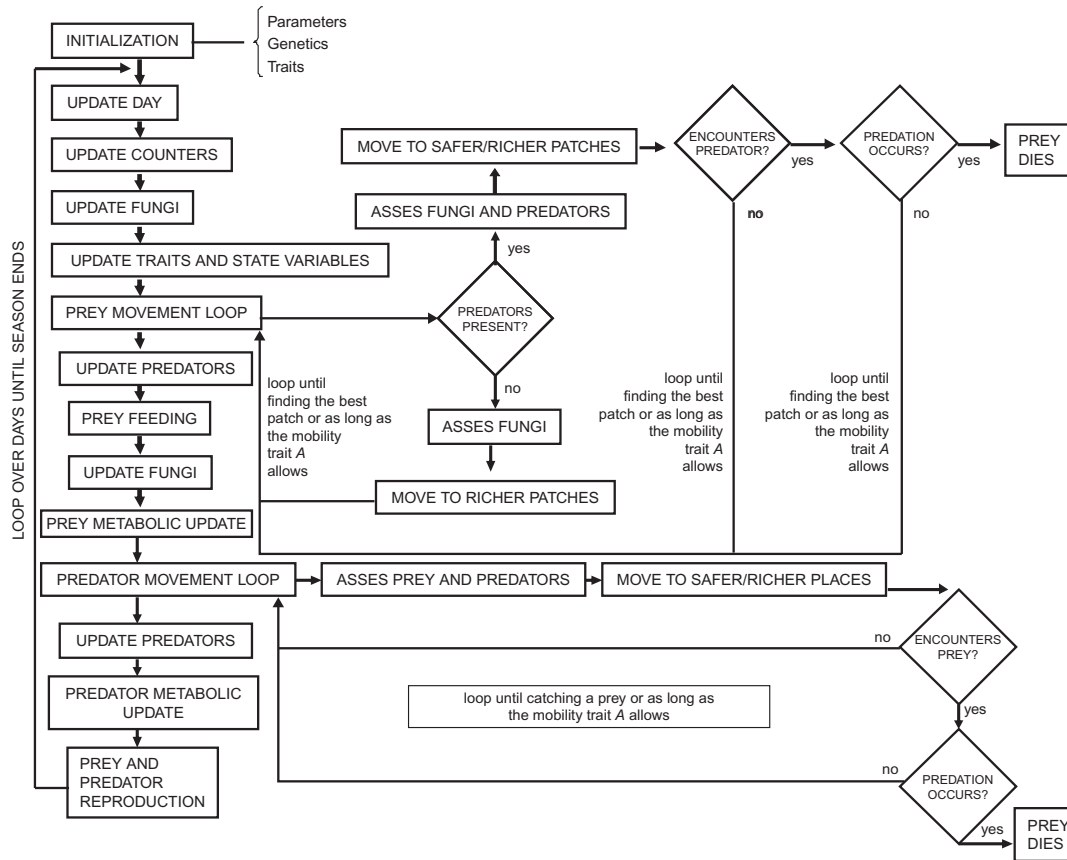 INITIALIZATION
Parameters
Genetics
Traits
UPDATE DAY
UPDATE COUNTERS
UPDATE FUNGI
UPDATE TRAITS AND STATE VARIABLES
PREY MOVEMENT LOOP
UPDATE PREDATORS
PREY FEEDING
UPDATE FUNGI
PREY METABOLIC UPDATE
PREDATOR MOVEMENT LOOP
UPDATE PREDATORS
PREDATOR METABOLIC
UPDATE
PREY AND
PREDATOR
REPRODUCTION
LOOP OVER DAYS UNTIL SEASON ENDS
PREDATORS
PRESENT?
yes
ASSES FUNGI AND PREDATORS
MOVE TO SAFER/RICHER PATCHES
ENCOUNTERS
PREDATOR?
yes
no
PREDATION
OCCURS?
yes
no
PREY
DIES
no
ASSES FUNGI
MOVE TO RICHER PATCHES
loop until
finding the best
patch or as long as
the mobility
trait A
allows
loop until
finding the best
patch or as long as
the mobility
trait A
allows
loop until
finding the best
patch or as long as
the mobility
trait A
allows
ASSES PREY AND PREDATORS
MOVE TO SAFER/RICHER PLACES
ENCOUNTERS
PREY?
no
yes
loop until catching a prey or as long as
the mobility trait A allows
PREDATION
OCCURS?
no
yes
PREY
DIES